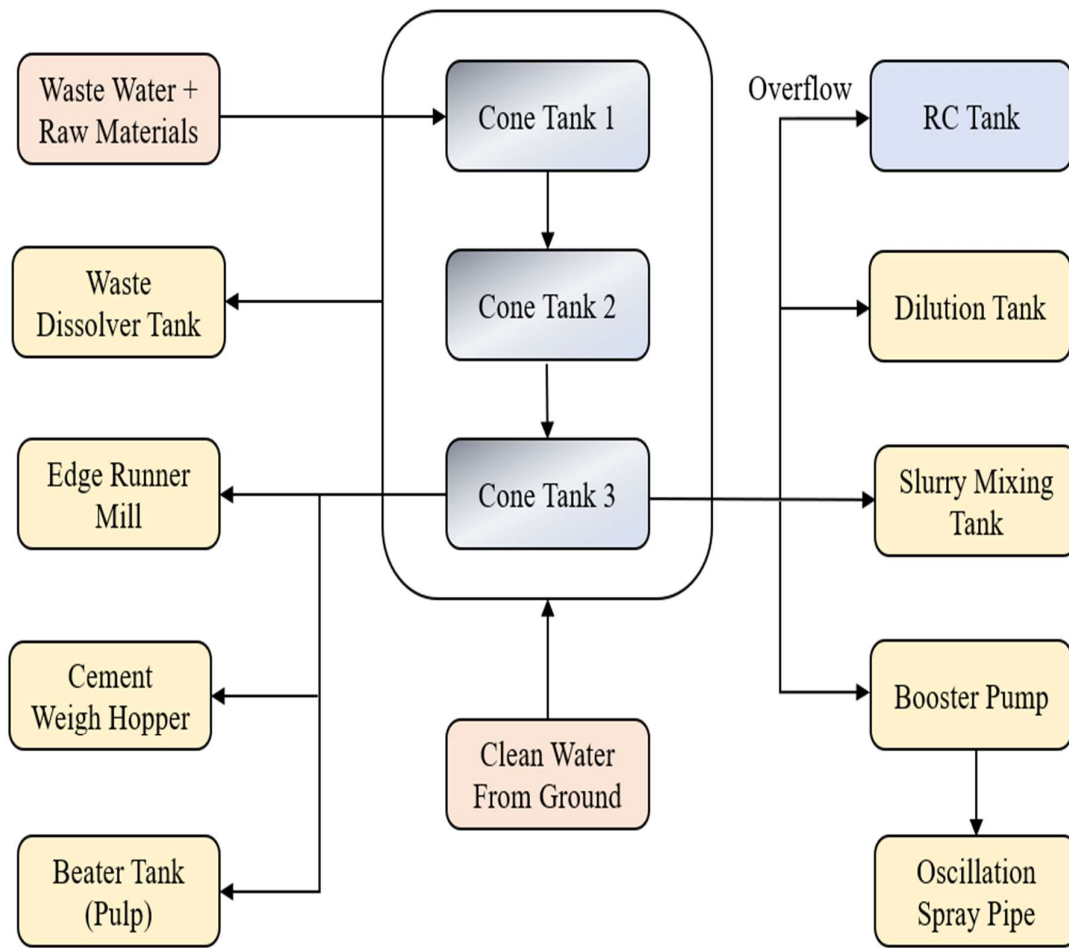 Waste Water +
Raw Materials
Cone Tank 1
Overflow
RC Tank
Waste
Dissolver Tank
Cone Tank 2
Dilution Tank
Edge Runner
Mill
Cone Tank 3
Slurry Mixing
Tank
Cement
Weigh Hopper
Clean Water
From Ground
Booster Pump
Beater Tank
(Pulp)
Oscillation
Spray Pipe